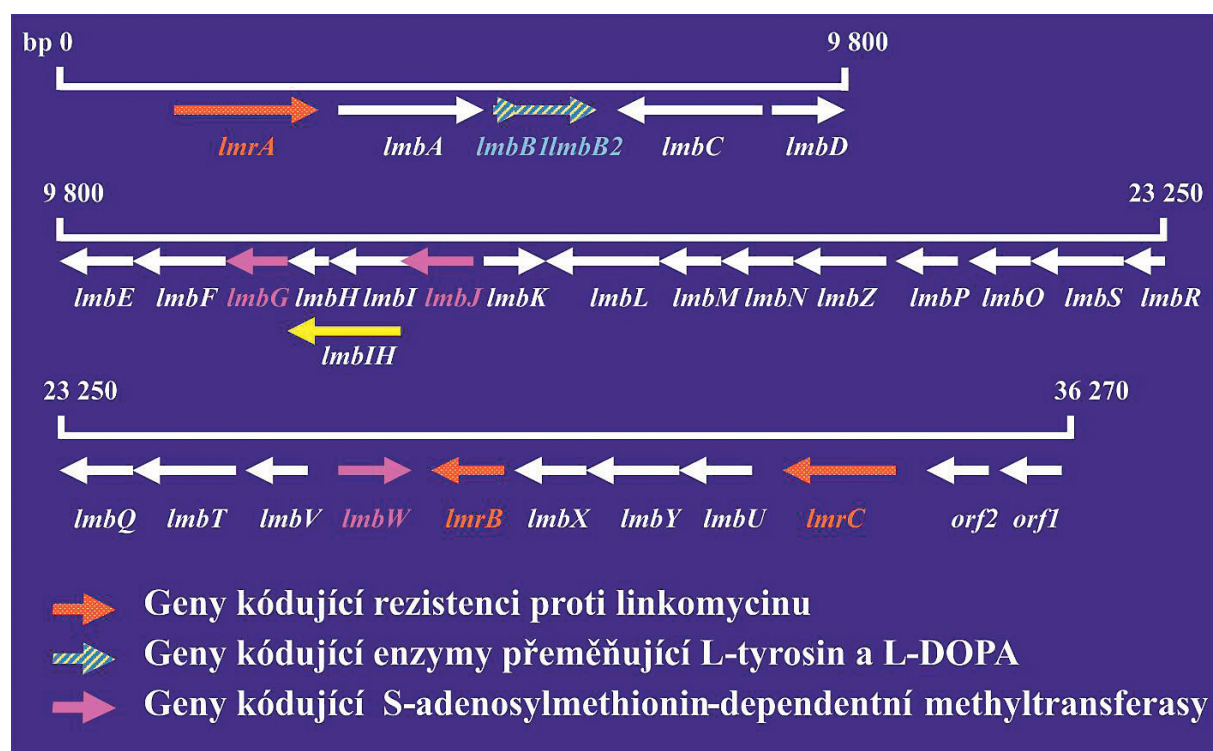 bp 0 9 800
lmrA lmbA lmbB1lmbB2 lmbC lmbD
9 800 23 250
lmbE lmbF lmbG lmbH lmbI lmbJ lmbK lmbL lmbM lmbN lmbZ lmbP lmbO lmbS lmbR
lmbIH
23 250 36 270
lmbQ lmbT lmbV lmbW lmrB lmbX lmbY lmbU lmrC orf2 orf1
Geny kódující rezistenci proti linkomycinu
Geny kódující enzymy přeměňující L-tyrosin a L-DOPA
Geny kódující S-adenosylmethionin-dependentní methyltransferasy